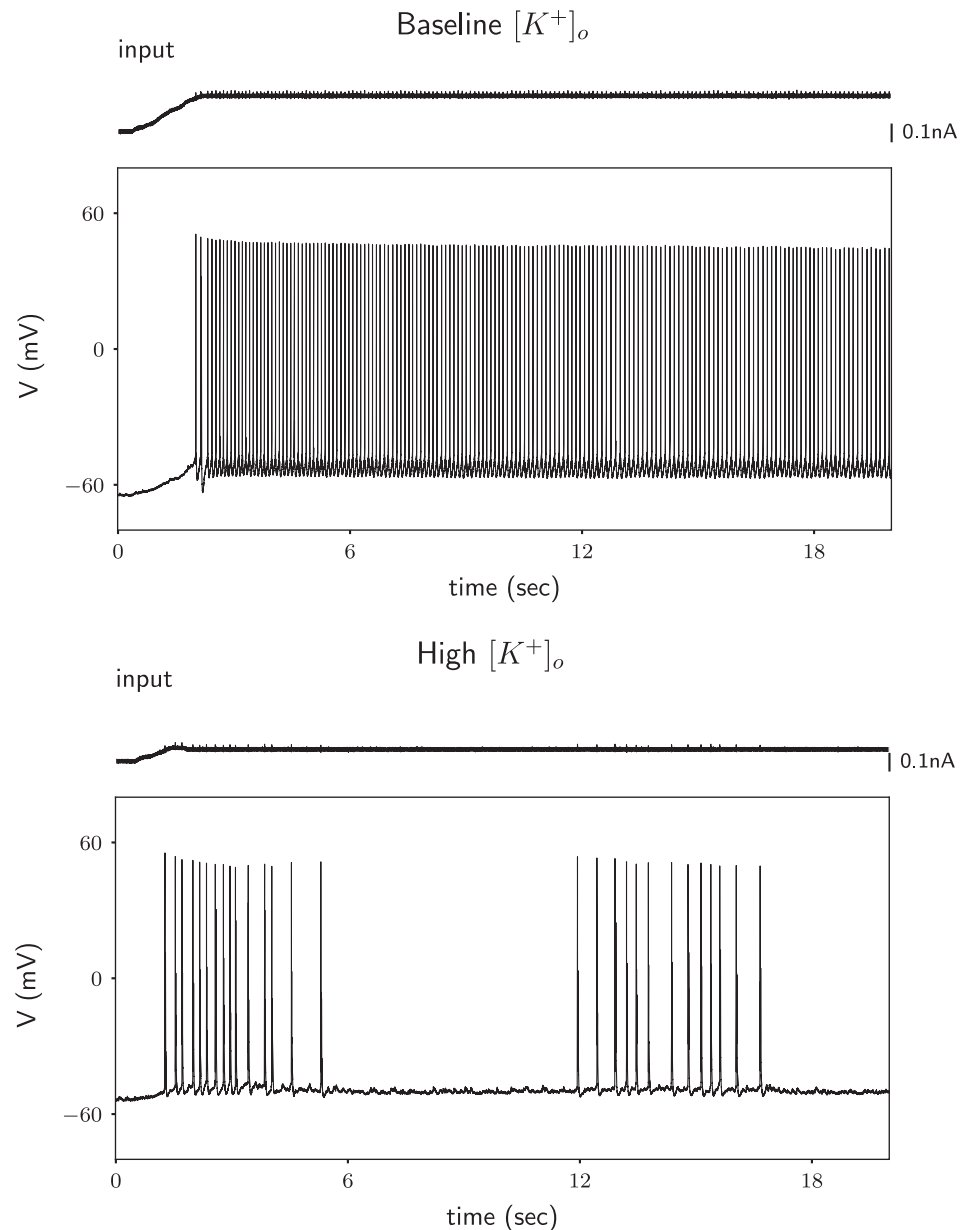 Baseline [K⁺]ₒ
input
0.1nA
60
0
−60
V (mV)
0 6 12 18
time (sec)
High [K⁺]ₒ
input
0.1nA
60
0
−60
V (mV)
0 6 12 18
time (sec)